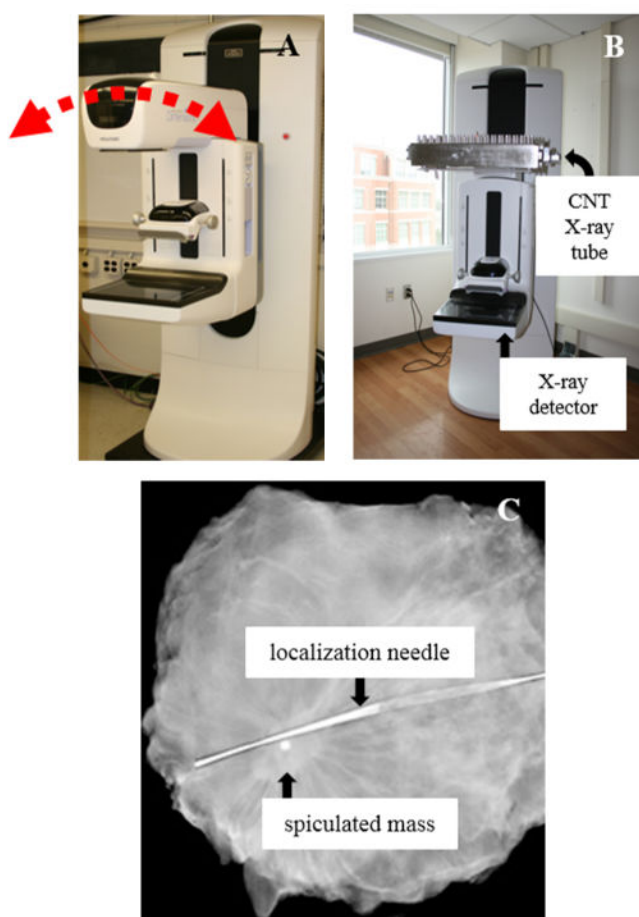 A
B
CNT
X-ray
tube
X-ray
detector
C
localization needle
spiculated mass